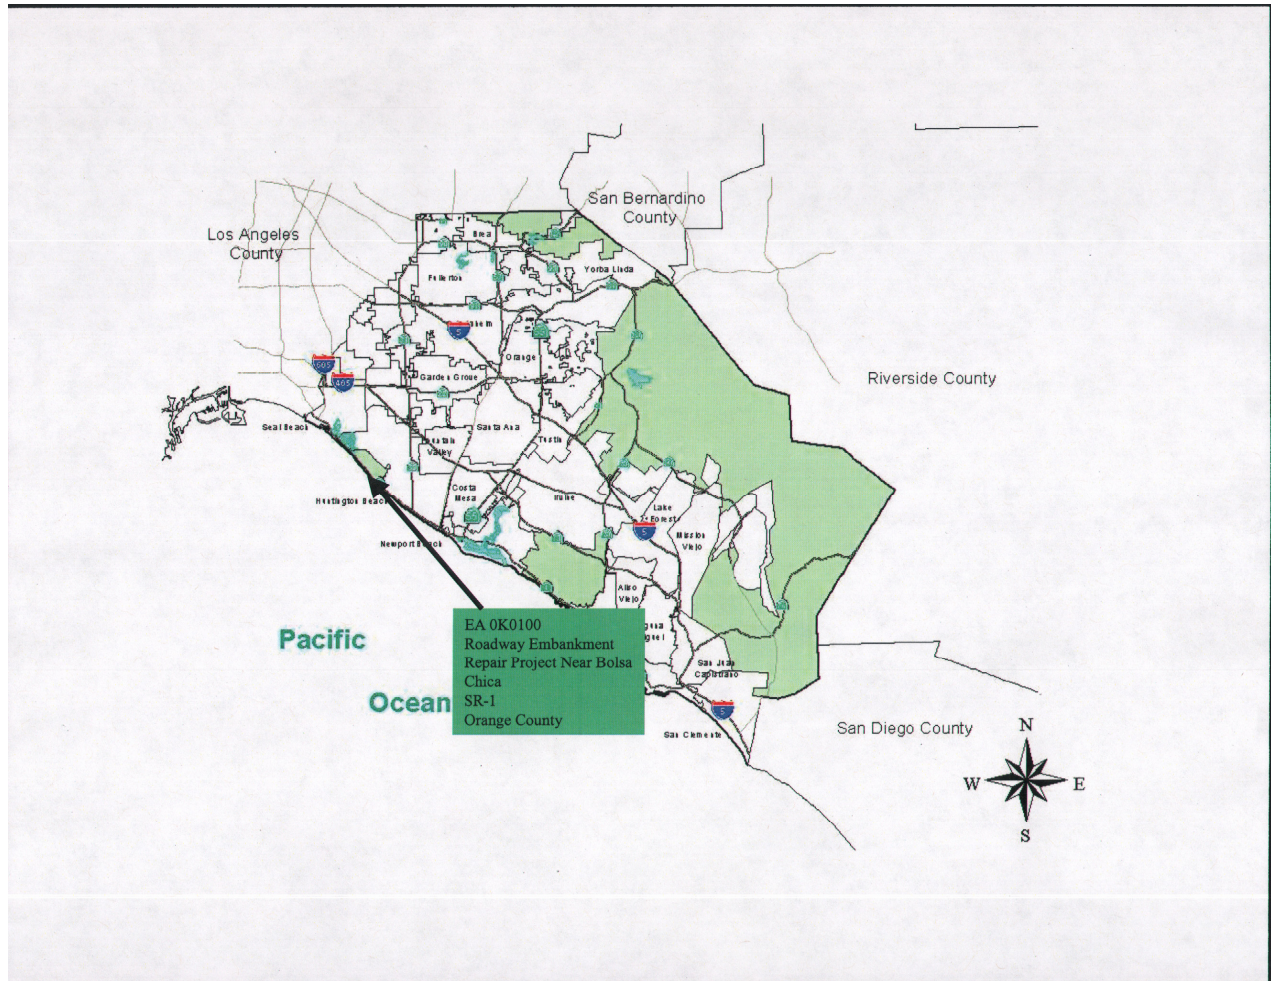 San Bernardino
County
Los Angeles
County
Brea
Fullerton
Yorba Linda
5
Orange
605
405
Garden Grove
Riverside County
Seal Beach
Santa Ana
Tustin
Valley
Costa
Mesa
Huntington Beach
Irvine
Lake
Forest
5
Mission
Viejo
Newport Beach
Aliso
Viejo
EA 0K0100
Roadway Embankment
Repair Project Near Bolsa
Chica
SR-1
Orange County
Pacific
Ocean
San Juan
Capistrano
5
San Clemente
San Diego County
N
W
E
S